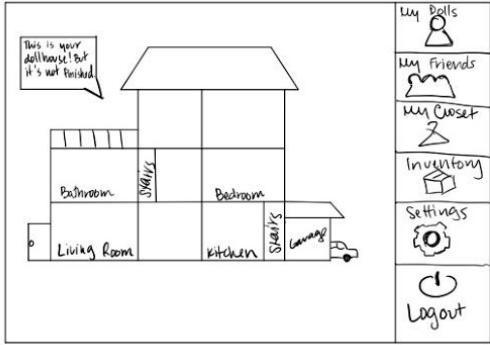 This is your
dollhouse! But
it's not finished.
Bathroom
Stairs
Bedroom
Living Room
Kitchen
Stairs
Garage
My Dolls
My Friends
My Closet
Inventory
Settings
Logout